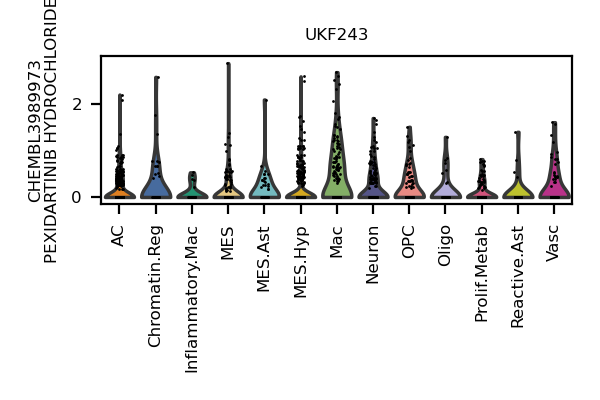 UKF243
CHEMBL3989973
PEXIDARTINIB HYDROCHLORIDE
2
0
AC
Chromatin.Reg
Inflammatory.Mac
MES
MES.Ast
MES.Hyp
Mac
Neuron
OPC
Oligo
Prolif.Metab
Reactive.Ast
Vasc